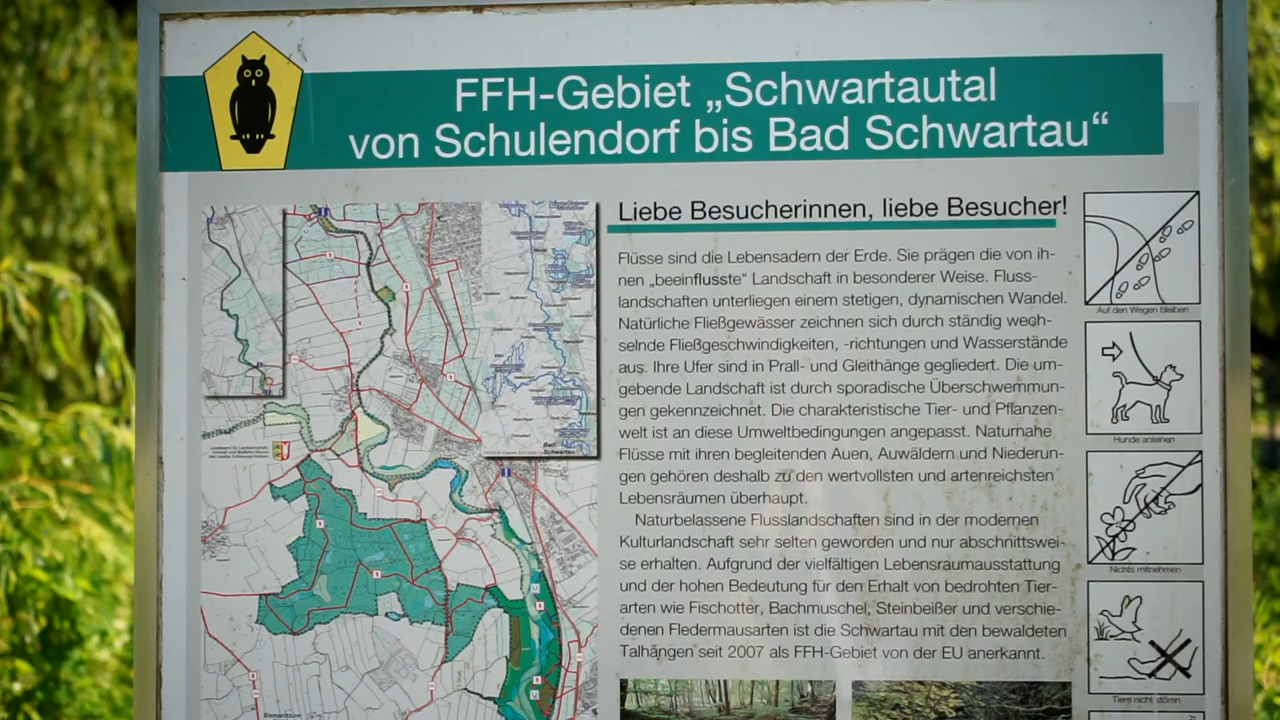 FFH-Gebiet „Schwartautal
von Schulendorf bis Bad Schwartau“
Liebe Besucherinnen, liebe Besucher!
Flüsse sind die Lebensadern der Erde. Sie prägen die von ih-
nen „beeinflusste“ Landschaft in besonderer Weise. Fluss-
landschaften unterliegen einem stetigen, dynamischen Wandel.
Natürliche Fließgewässer zeichnen sich durch ständig wech-
selnde Fließgeschwindigkeiten, -richtungen und Wasserstände
aus. Ihre Ufer sind in Prall- und Gleithänge gegliedert. Die um-
gebende Landschaft ist durch sporadische Überschwemmun-
gen gekennzeichnet. Die charakteristische Tier- und Pflanzen-
welt ist an diese Umweltbedingungen angepasst. Naturnahe
Flüsse mit ihren begleitenden Auen, Auwäldern und Niederun-
gen gehören deshalb zu den wertvollsten und artenreichsten
Lebensräumen überhaupt.
Naturbelassene Flusslandschaften sind in der modernen
Kulturlandschaft sehr selten geworden und nur abschnittswei-
se erhalten. Aufgrund der vielfältigen Lebensraumausstattung
und der hohen Bedeutung für den Erhalt von bedrohten Tier-
arten wie Fischotter, Bachmuschel, Steinbeißer und verschie-
denen Fledermausarten ist die Schwartau mit den bewaldeten
Talhängen seit 2007 als FFH-Gebiet von der EU anerkannt.
Auf den Wegen bleiben
Hunde anleinen
Nichts mitnehmen
Tiere nicht stören
Bad
Schwartau
Bismarckturm